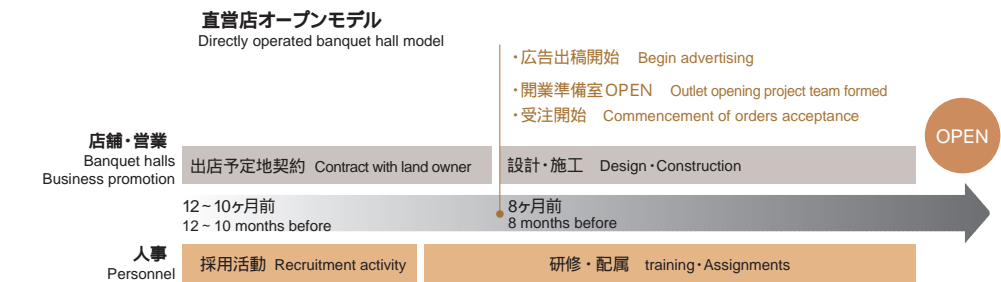 直営店オープンモデル
Directly operated banquet hall model
・広告出稿開始 Begin advertising
・開業準備室OPEN Outlet opening project team formed
・受注開始 Commencement of orders acceptance
OPEN
店舗・営業
Banquet halls
Business promotion
出店予定地契約 Contract with land owner
設計・施工 Design・Construction
12~10ヶ月前
12~10 months before
8ヶ月前
8 months before
人事
Personnel
採用活動 Recruitment activity
研修・配属 training・Assignments